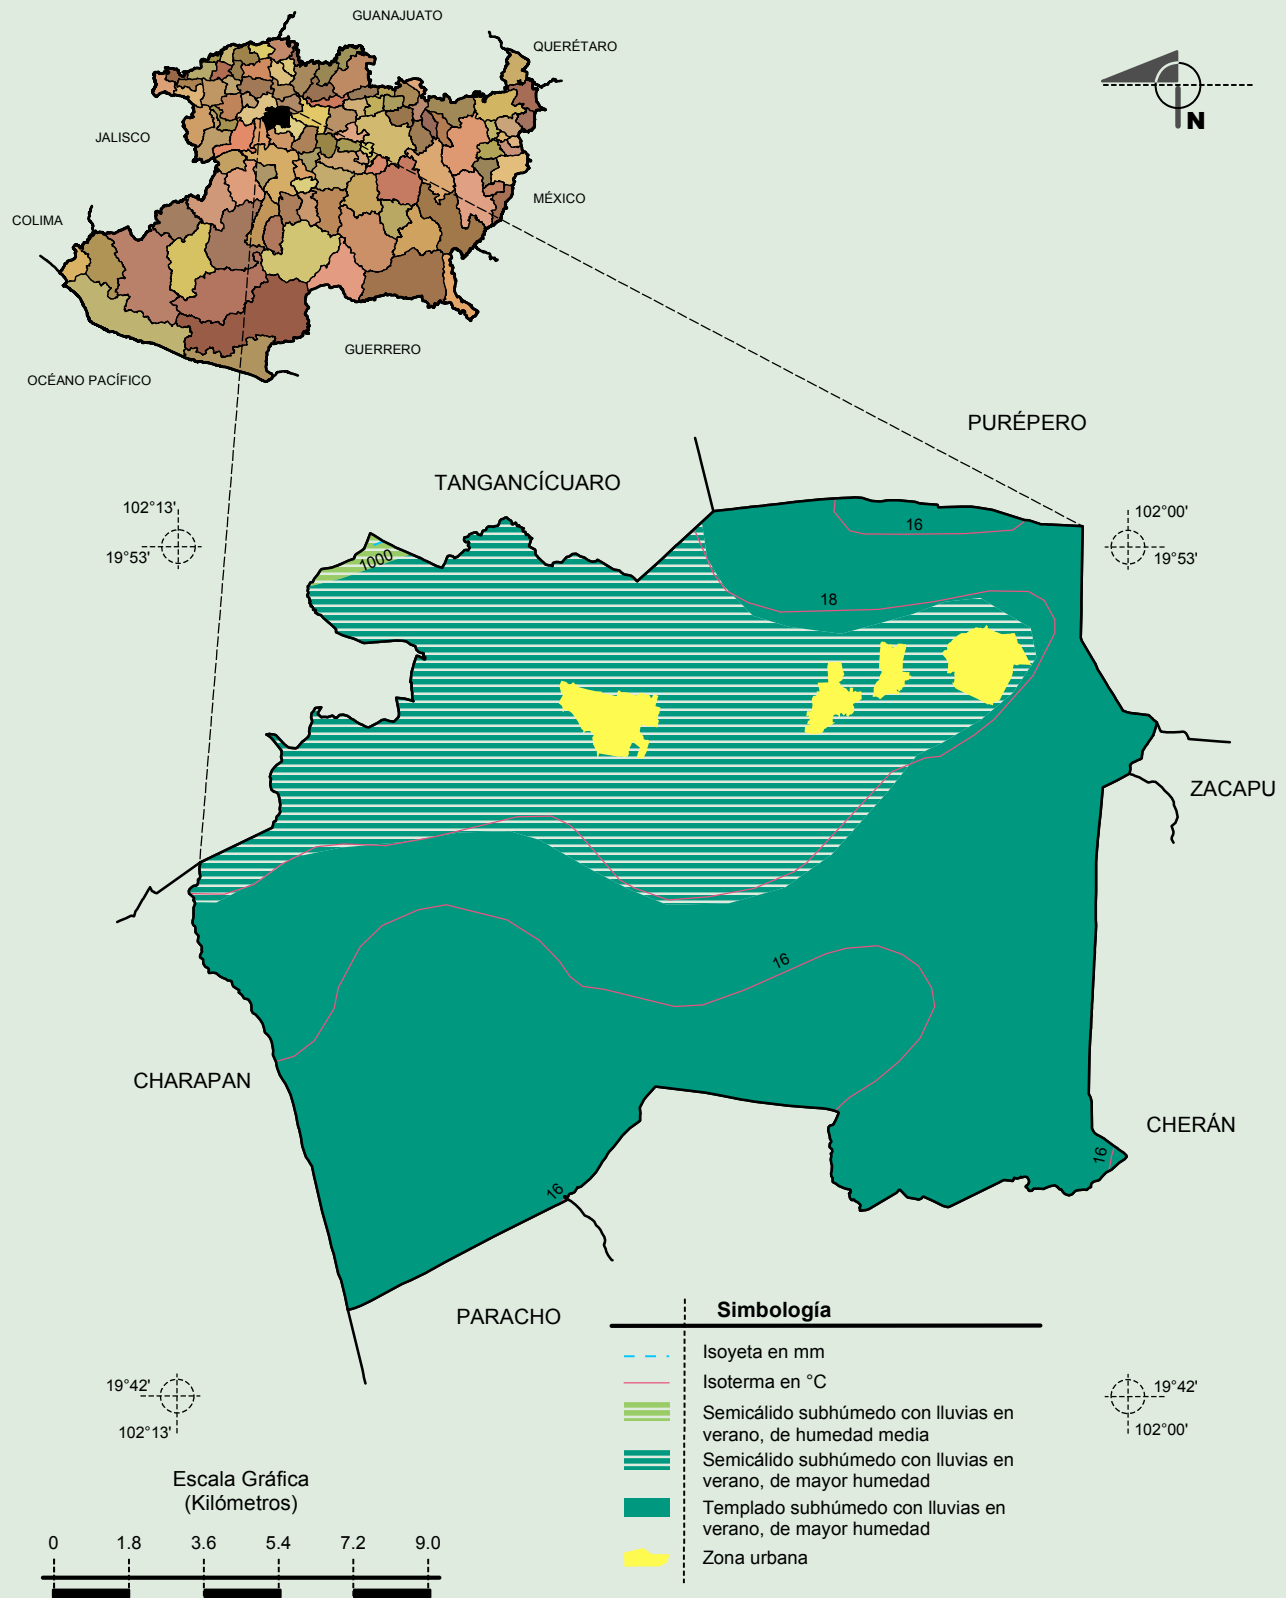 GUANAJUATO
QUERÉTARO
JALISCO
N
MÉXICO
COLIMA
GUERRERO
OCÉANO PACÍFICO
PURÉPERO
TANGANCÍCUARO
102°13'
19°53'
102°00'
19°53'
16
1000
18
ZACAPU
16
CHARAPAN
CHERÁN
16
16
PARACHO
Simbología
Isoyeta en mm
Isoterma en °C
Semicálido subhúmedo con lluvias en
verano, de humedad media
Semicálido subhúmedo con lluvias en
verano, de mayor humedad
Templado subhúmedo con lluvias en
verano, de mayor humedad
Zona urbana
19°42'
102°13'
19°42'
102°00'
Escala Gráfica
(Kilómetros)
0 1.8 3.6 5.4 7.2 9.0